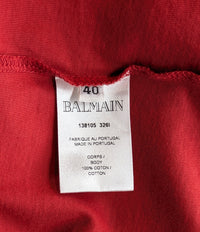 40
BALMAIN
138105 326I
FABRIQUE AU PORTUGAL
MADE IN PORTUGAL
CORPS /
BODY
100% COTON /
COTTON